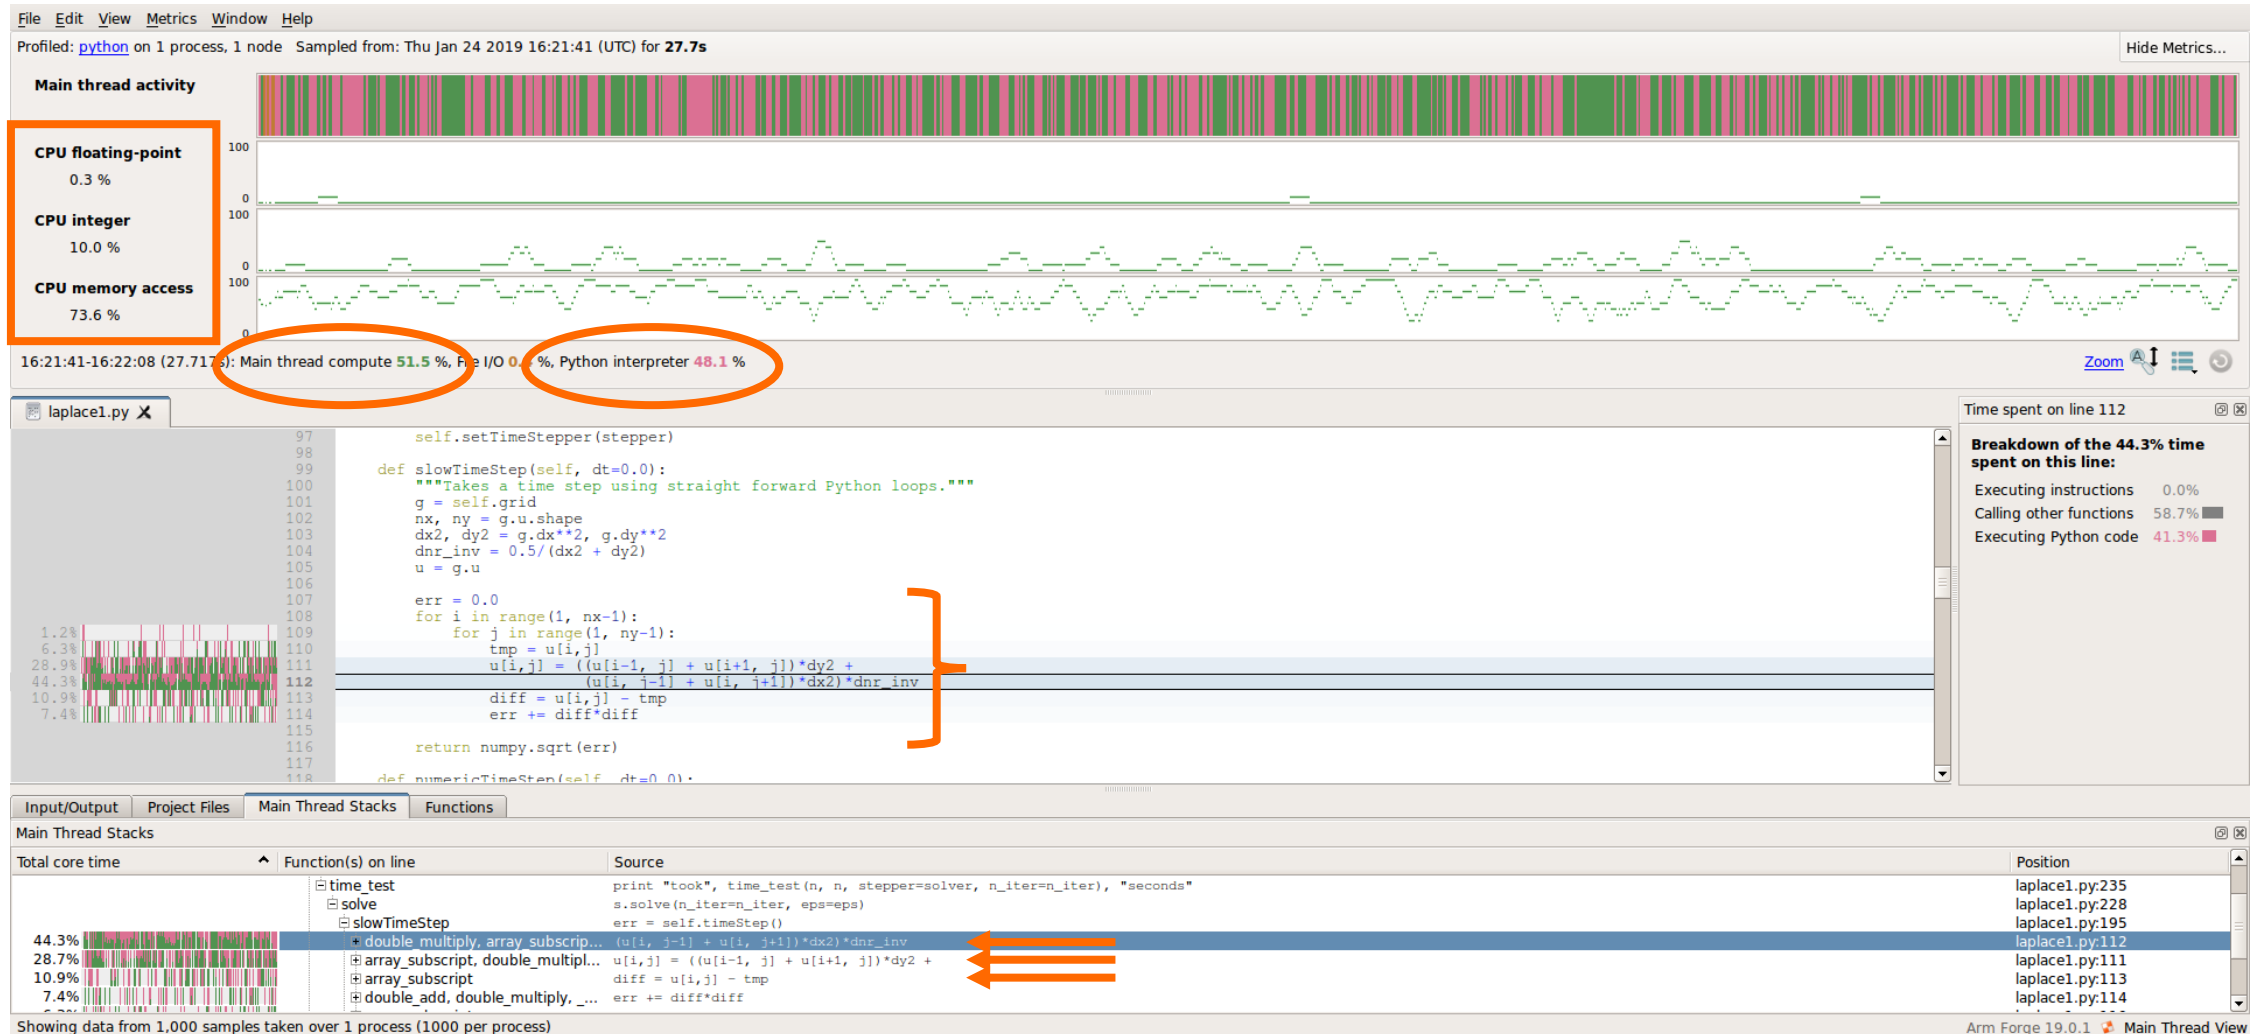 File Edit View Metrics Window Help
Profiled: python on 1 process, 1 node Sampled from: Thu Jan 24 2019 16:21:41 (UTC) for 27.7s
Hide Metrics...
Main thread activity
CPU floating-point
0.3 %
100
0
CPU integer
10.0 %
100
0
CPU memory access
73.6 %
100
0
16:21:41-16:22:08 (27.717s): Main thread compute 51.5 %, File I/O 0. %, Python interpreter 48.1 %
Zoom
laplace1.py
97 self.setTimeStepper(stepper)
98
99 def slowTimeStep(self, dt=0.0):
100 """Takes a time step using straight forward Python loops."""
101 g = self.grid
102 nx, ny = g.u.shape
103 dx2, dy2 = g.dx**2, g.dy**2
104 dnr_inv = 0.5/(dx2 + dy2)
105 u = g.u
106
107 err = 0.0
108 for i in range(1, nx-1):
1.2% 109 for j in range(1, ny-1):
6.3% 110 tmp = u[i,j]
28.9% 111 u[i,j] = ((u[i-1, j] + u[i+1, j])*dy2 +
44.3% 112 (u[i, j-1] + u[i, j+1])*dx2)*dnr_inv
10.9% 113 diff = u[i,j] - tmp
7.4% 114 err += diff*diff
115
116 return numpy.sqrt(err)
117
118 def numericTimeStep(self, dt=0.0):
Time spent on line 112
Breakdown of the 44.3% time
spent on this line:
Executing instructions 0.0%
Calling other functions 58.7%
Executing Python code 41.3%
Input/Output Project Files Main Thread Stacks Functions
Main Thread Stacks
Total core time Function(s) on line Source Position
time_test print "took", time_test(n, n, stepper=solver, n_iter=n_iter), "seconds" laplace1.py:235
solve s.solve(n_iter=n_iter, eps=eps) laplace1.py:228
slowTimeStep err = self.timeStep() laplace1.py:195
44.3% double_multiply, array_subscrip... (u[i, j-1] + u[i, j+1])*dx2)*dnr_inv laplace1.py:112
28.7% array_subscript, double_multipl... u[i,j] = ((u[i-1, j] + u[i+1, j])*dy2 + laplace1.py:111
10.9% array_subscript diff = u[i,j] - tmp laplace1.py:113
7.4% double_add, double_multiply, _... err += diff*diff laplace1.py:114
Showing data from 1,000 samples taken over 1 process (1000 per process)
Arm Forge 19.0.1 Main Thread View